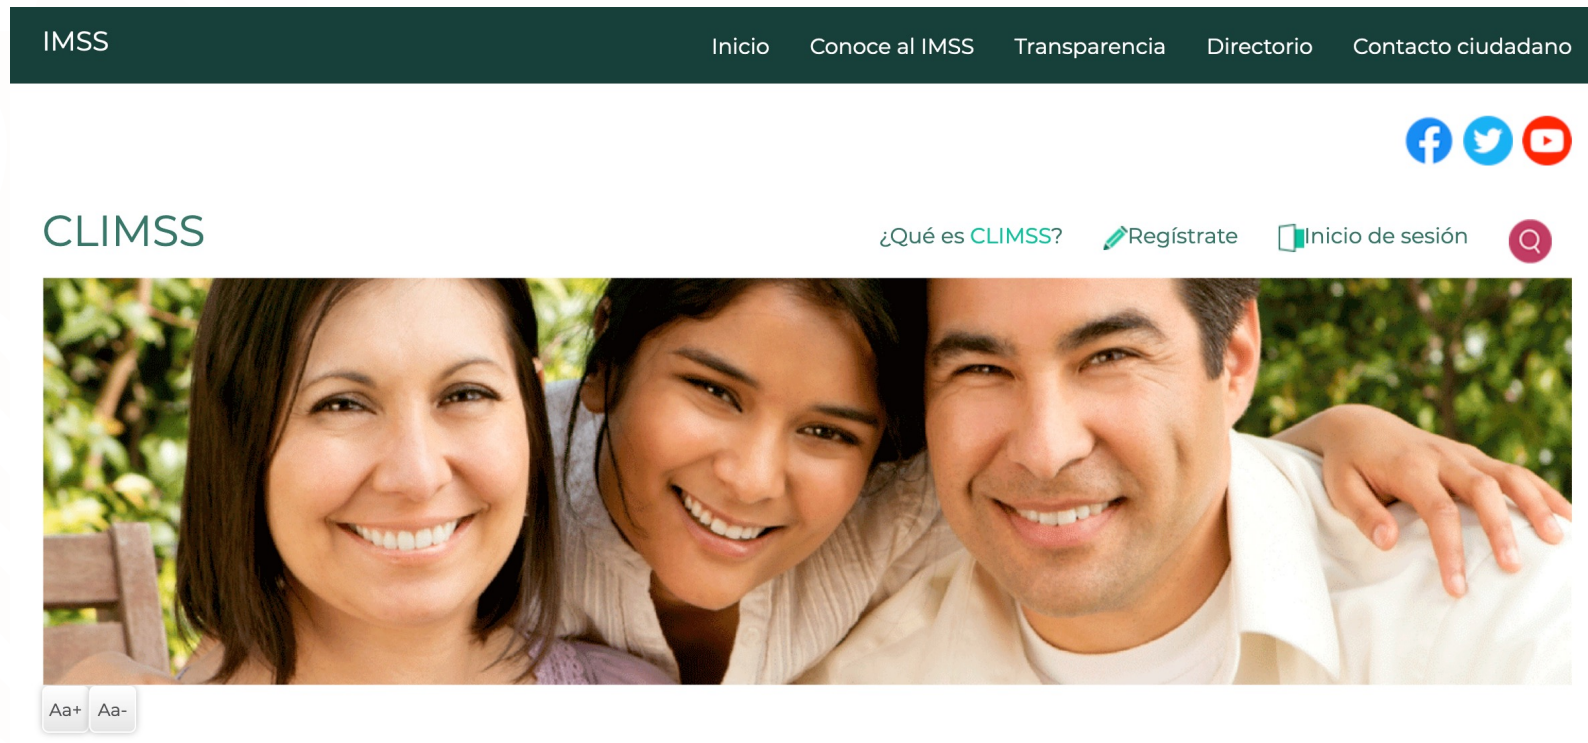 IMSS
Inicio Conoce al IMSS Transparencia Directorio Contacto ciudadano
CLIMSS
¿Qué es CLIMSS? Regístrate Inicio de sesión
Aa+ Aa-